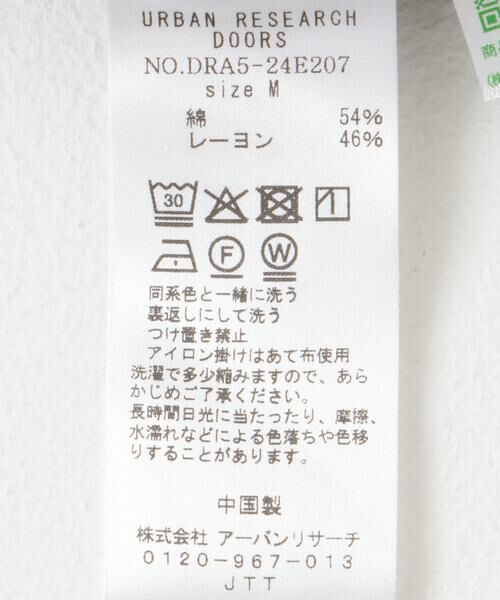 URBAN RESEARCH
DOORS
NO.DRA5-24E207
size M
綿 54%
レーヨン 46%
30
F W
同系色と一緒に洗う
裏返しにして洗う
つけ置き禁止
アイロン掛けはあて布使用
洗濯で多少縮みますので、あら
かじめご了承ください。
長時間日光に当たったり、摩擦、
水濡れなどによる色落ちや色移
りすることがあります。
中国製
株式会社 アーバンリサーチ
0120-967-013
JTT
商
(株